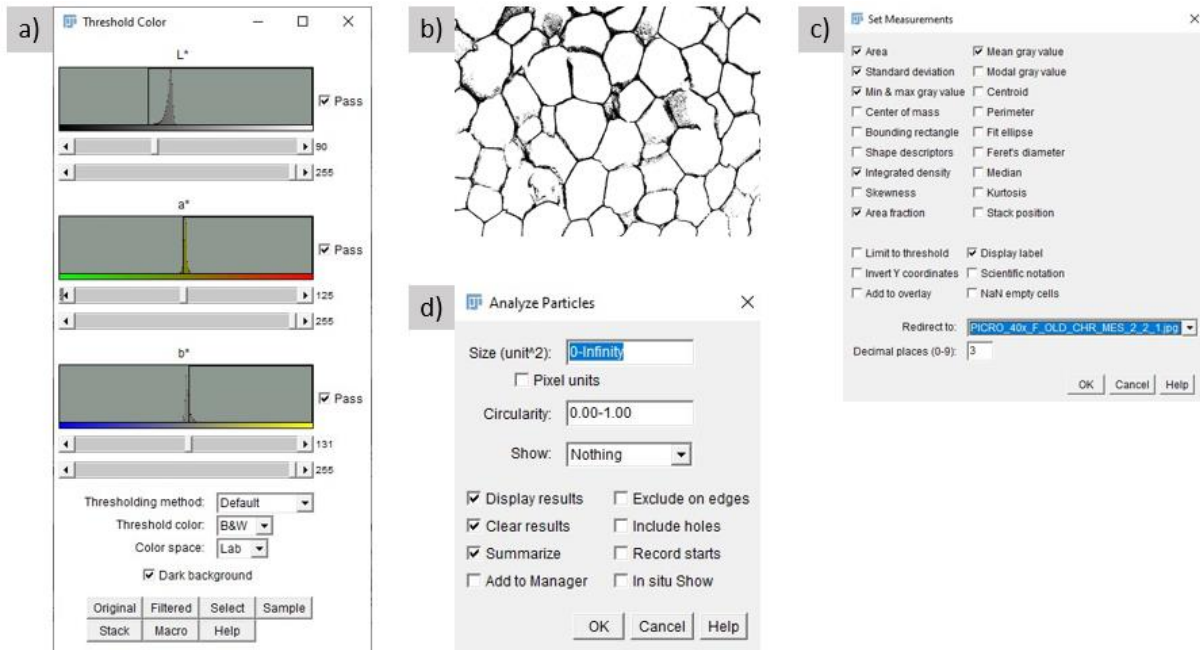 a)
Threshold Color
L*
Pass
90
255
a*
Pass
125
255
b*
Pass
131
255
Thresholding method: Default
Threshold color: B&W
Color space: Lab
Dark background
Original Filtered Select Sample
Stack Macro Help
b)
c)
Set Measurements
Area Mean gray value
Standard deviation Modal gray value
Min & max gray value Centroid
Center of mass Perimeter
Bounding rectangle Fit ellipse
Shape descriptors Feret's diameter
Integrated density Median
Skewness Kurtosis
Area fraction Stack position
Limit to threshold Display label
Invert Y coordinates Scientific notation
Add to overlay NaN empty cells
Redirect to: PICRO_40x_F_OLD_CHR_MES_2_2_1.jpg
Decimal places (0-9): 3
OK Cancel Help
d)
Analyze Particles
Size (unit^2): 0-Infinity
Pixel units
Circularity: 0.00-1.00
Show: Nothing
Display results Exclude on edges
Clear results Include holes
Summarize Record starts
Add to Manager In situ Show
OK Cancel Help